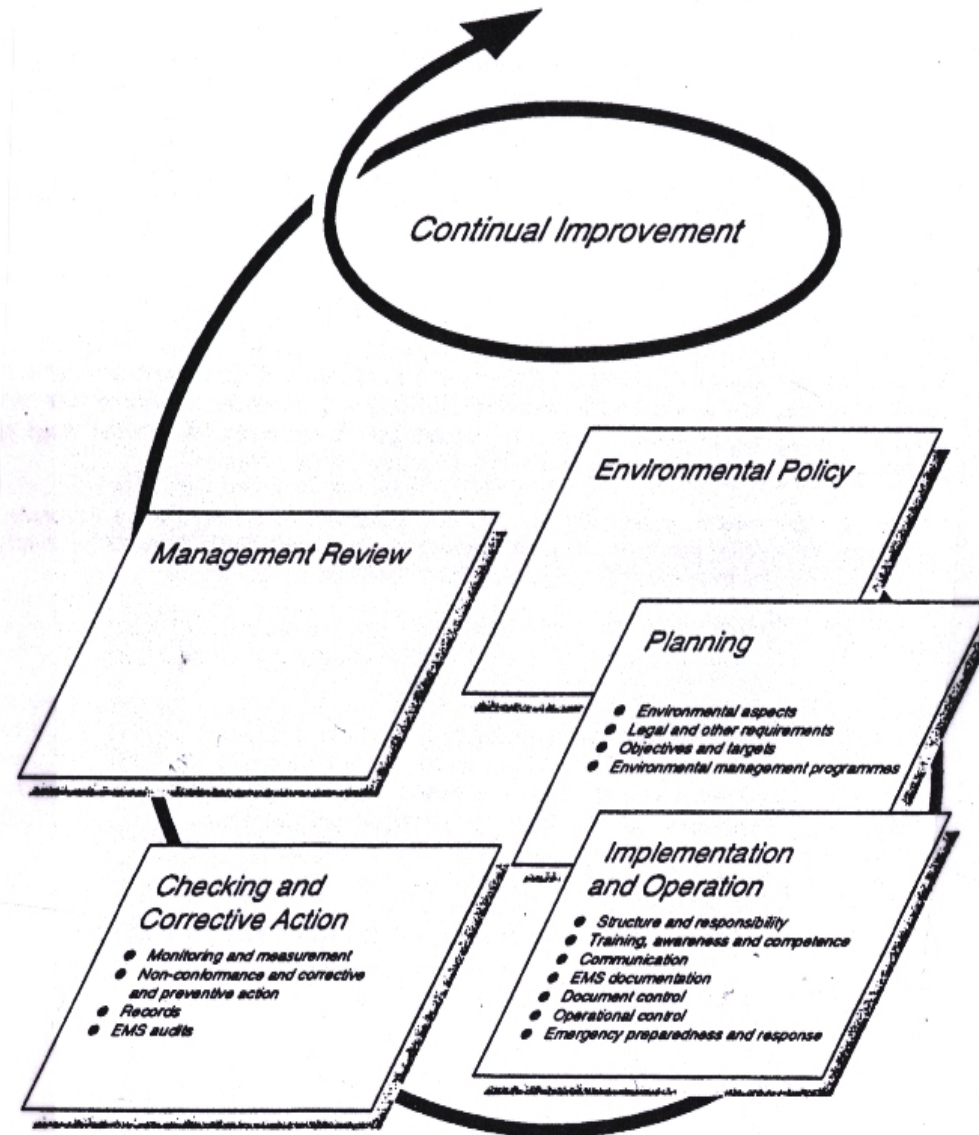 Continual Improvement
Environmental Policy
Planning
● Environmental aspects
● Legal and other requirements
● Objectives and targets
● Environmental management programmes
Implementation
and Operation
● Structure and responsibility
● Training, awareness and competence
● Communication
● EMS documentation
● Document control
● Operational control
● Emergency preparedness and response
Checking and
Corrective Action
● Monitoring and measurement
● Non-conformance and corrective
and preventive action
● Records
● EMS audits
Management Review